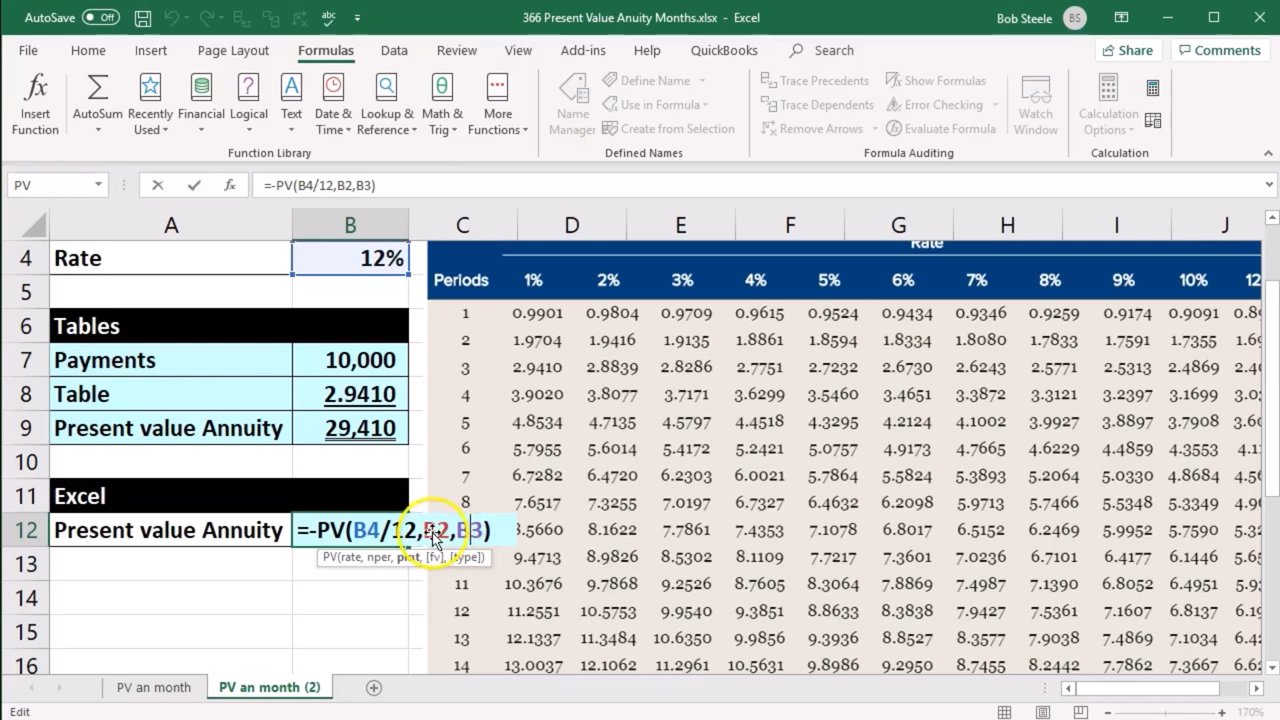 AutoSave Off 366 Present Value Anuity Months.xlsx - Excel Bob Steele BS
File Home Insert Page Layout Formulas Data Review View Add-ins Help QuickBooks Search Share Comments
Insert Function
AutoSum
Recently Used
Financial
Logical
Text
Date & Time
Lookup & Reference
Math & Trig
More Functions
Function Library
Name Manager
Define Name
Use in Formula
Create from Selection
Defined Names
Trace Precedents
Trace Dependents
Remove Arrows
Show Formulas
Error Checking
Evaluate Formula
Formula Auditing
Watch Window
Calculation Options
Calculation
PV fx =-PV(B4/12,B2,B3)
A B C D E F G H I J
4 Rate 12%
5
6 Tables
7 Payments 10,000
8 Table 2.9410
9 Present value Annuity 29,410
10
11 Excel
12 Present value Annuity =-PV(B4/12,B2,B3)
PV(rate, nper, pmt, [fv], [type])
13
14
15
16
Rate
Periods 1% 2% 3% 4% 5% 6% 7% 8% 9% 10% 12
1 0.9901 0.9804 0.9709 0.9615 0.9524 0.9434 0.9346 0.9259 0.9174 0.9091
2 1.9704 1.9416 1.9135 1.8861 1.8594 1.8334 1.8080 1.7833 1.7591 1.7355
3 2.9410 2.8839 2.8286 2.7751 2.7232 2.6730 2.6243 2.5771 2.5313 2.4869
4 3.9020 3.8077 3.7171 3.6299 3.5460 3.4651 3.3872 3.3121 3.2397 3.1699
5 4.8534 4.7135 4.5797 4.4518 4.3295 4.2124 4.1002 3.9927 3.8897 3.7908
6 5.7955 5.6014 5.4172 5.2421 5.0757 4.9173 4.7665 4.6229 4.4859 4.3553
7 6.7282 6.4720 6.2303 6.0021 5.7864 5.5824 5.3893 5.2064 5.0330 4.8684
8 7.6517 7.3255 7.0197 6.7327 6.4632 6.2098 5.9713 5.7466 5.5348 5.3349
8.5660 8.1622 7.7861 7.4353 7.1078 6.8017 6.5152 6.2469 5.9952 5.7590
9.4713 8.9826 8.5302 8.1109 7.7217 7.3601 7.0236 6.7101 6.4177 6.1446
11 10.3676 9.7868 9.2526 8.7605 8.3064 7.8869 7.4987 7.1390 6.8052 6.4951
12 11.2551 10.5753 9.9540 9.3851 8.8633 8.3838 7.9427 7.5361 7.1607 6.8137
13 12.1337 11.3484 10.6350 9.9856 9.3936 8.8527 8.3577 7.9038 7.4869 7.1034
14 13.0037 12.1062 11.2961 10.5631 9.8986 9.2950 8.7455 8.2442 7.7862 7.3667
PV an month PV an month (2)
Edit 170%